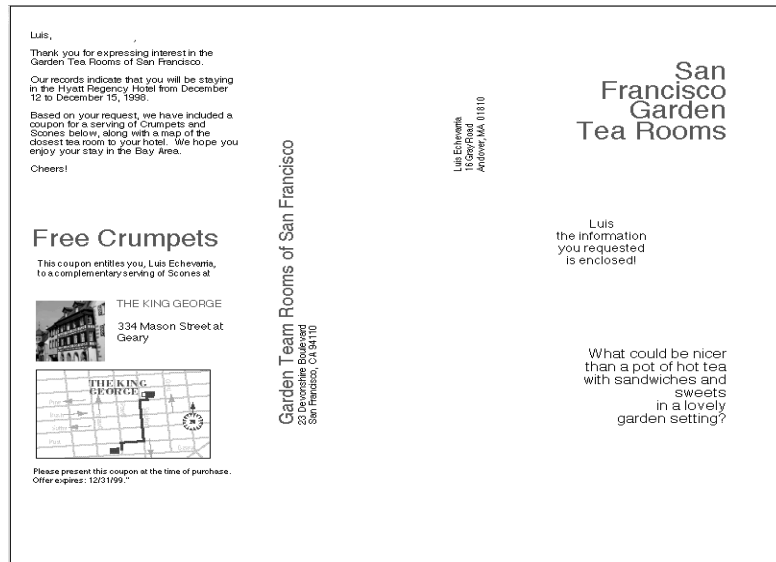 Luis, ,
Thank you for expressing interest in the
Garden Tea Rooms of San Francisco.
Our records indicate that you will be staying
in the Hyatt Regency Hotel from December
12 to December 15, 1998.
Based on your request, we have included a
coupon for a serving of Crumpets and
Scones below, along with a map of the
closest tea room to your hotel. We hope you
enjoy your stay in the Bay Area.
Cheers!
Free Crumpets
This coupon entitles you, Luis Echevarria,
to a complementary serving of Scones at
THE KING GEORGE
334 Mason Street at
Geary
THE KING
GEORGE
Post
Please present this coupon at the time of purchase.
Offer expires: 12/31/99."
Garden Team Rooms of San Francisco
23 Devonshire Boulevard
San Francisco, CA 94110
Luis Echevarria
16 Gray Road
Andover, MA 01810
San
Francisco
Garden
Tea Rooms
Luis
the information
you requested
is enclosed!
What could be nicer
than a pot of hot tea
with sandwiches and
sweets
in a lovely
garden setting?